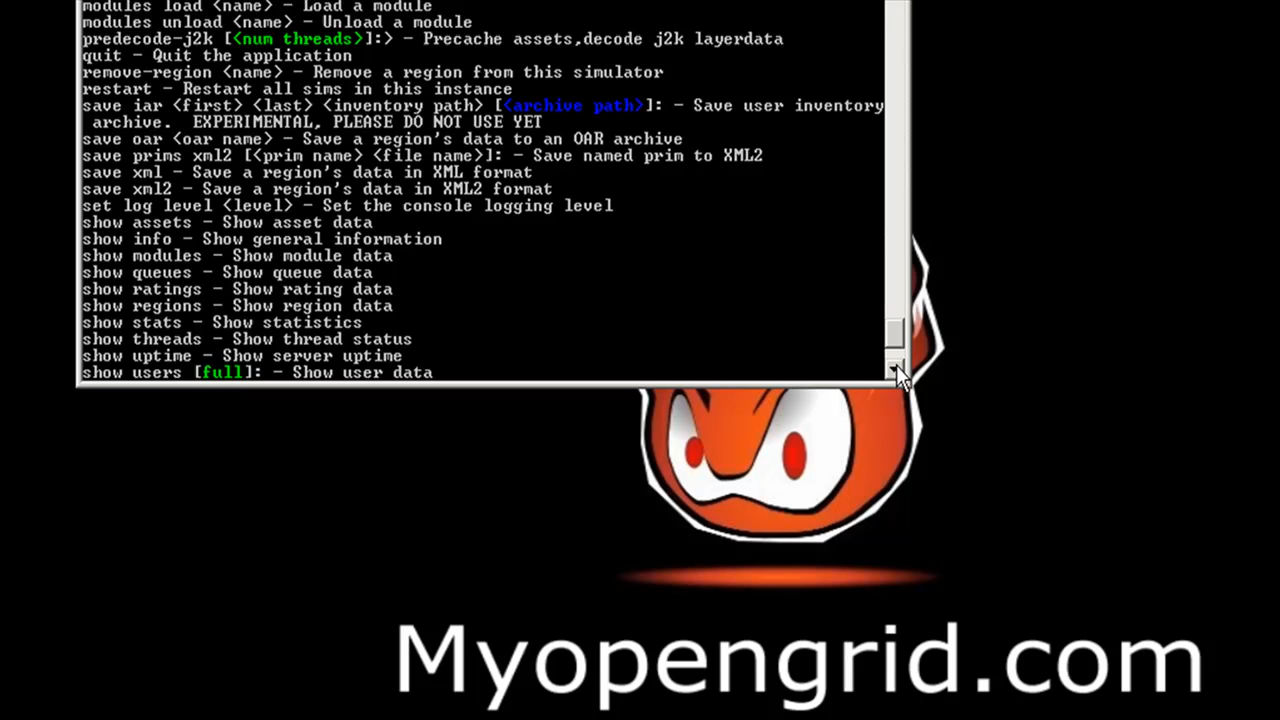 modules load <name> - Load a module
modules unload <name> - Unload a module
predecode-j2k [<num threads>]:> - Precache assets,decode j2k layerdata
quit - Quit the application
remove-region <name> - Remove a region from this simulator
restart - Restart all sims in this instance
save iar <first> <last> <inventory path> [<archive path>]: - Save user inventory
archive.  EXPERIMENTAL, PLEASE DO NOT USE YET
save oar <oar name> - Save a region's data to an OAR archive
save prims xml2 [<prim name> <file name>]: - Save named prim to XML2
save xml - Save a region's data in XML format
save xml2 - Save a region's data in XML2 format
set log level <level> - Set the console logging level
show assets - Show asset data
show info - Show general information
show modules - Show module data
show queues - Show queue data
show ratings - Show rating data
show regions - Show region data
show stats - Show statistics
show threads - Show thread status
show uptime - Show server uptime
show users [full]: - Show user data
Myopengrid.com